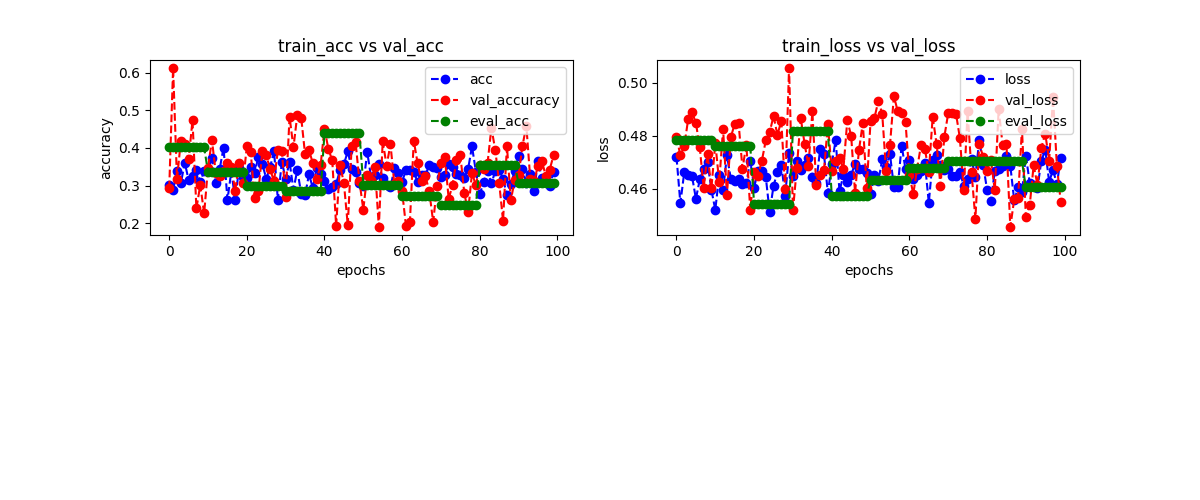 train_acc vs val_acc
accuracy
0.6
0.5
0.4
0.3
0.2
0 20 40 60 80 100
epochs
acc
val_accuracy
eval_acc
train_loss vs val_loss
loss
0.50
0.48
0.46
0 20 40 60 80 100
epochs
loss
val_loss
eval_loss